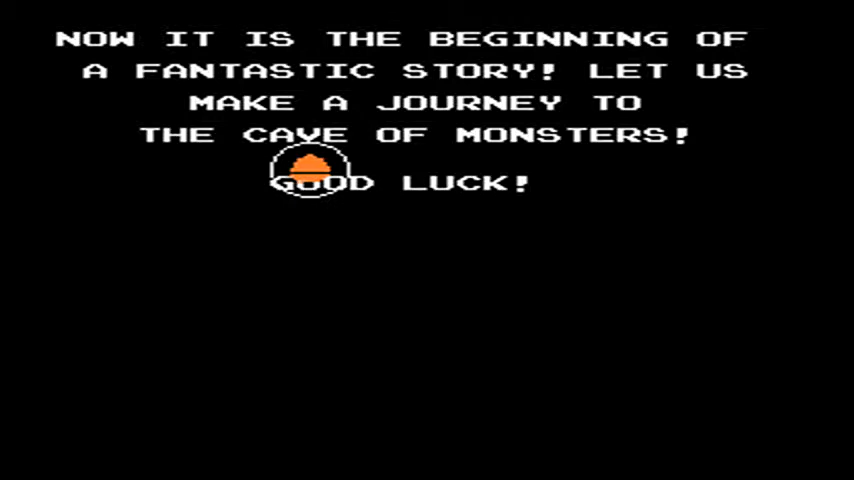 NOW IT IS THE BEGINNING OF
A FANTASTIC STORY! LET US
MAKE A JOURNEY TO
THE CAVE OF MONSTERS!
GOOD LUCK!